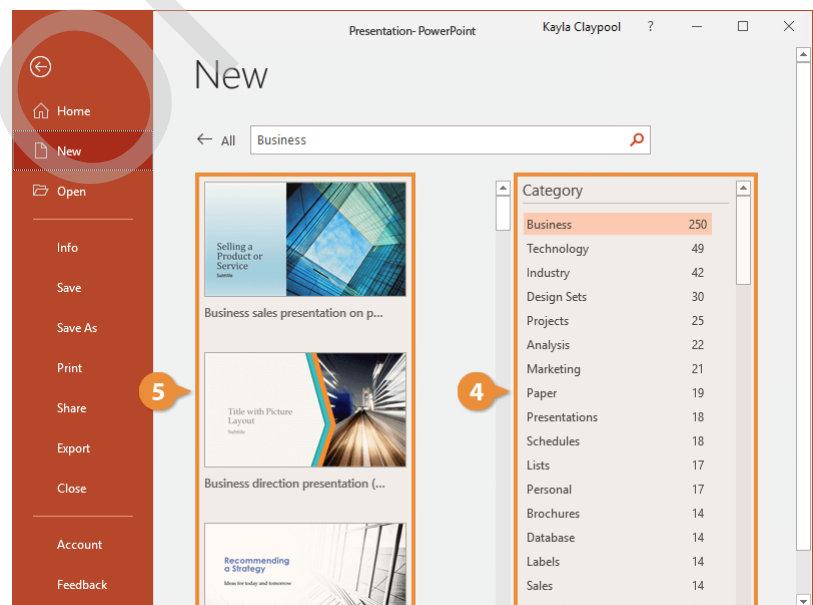 Presentation- PowerPoint
Kayla Claypool
?
Home
New
Open
Info
Save
Save As
Print
Share
Export
Close
Account
Feedback
New
All
Business
Selling a
Product or
Service
Subtitle
Business sales presentation on p...
5
Title with Picture
Layout
Subtitle
Business direction presentation (...
Recommending
a Strategy
Ideas for today and tomorrow
4
Category
Business 250
Technology 49
Industry 42
Design Sets 30
Projects 25
Analysis 22
Marketing 21
Paper 19
Presentations 18
Schedules 18
Lists 17
Personal 17
Brochures 14
Database 14
Labels 14
Sales 14